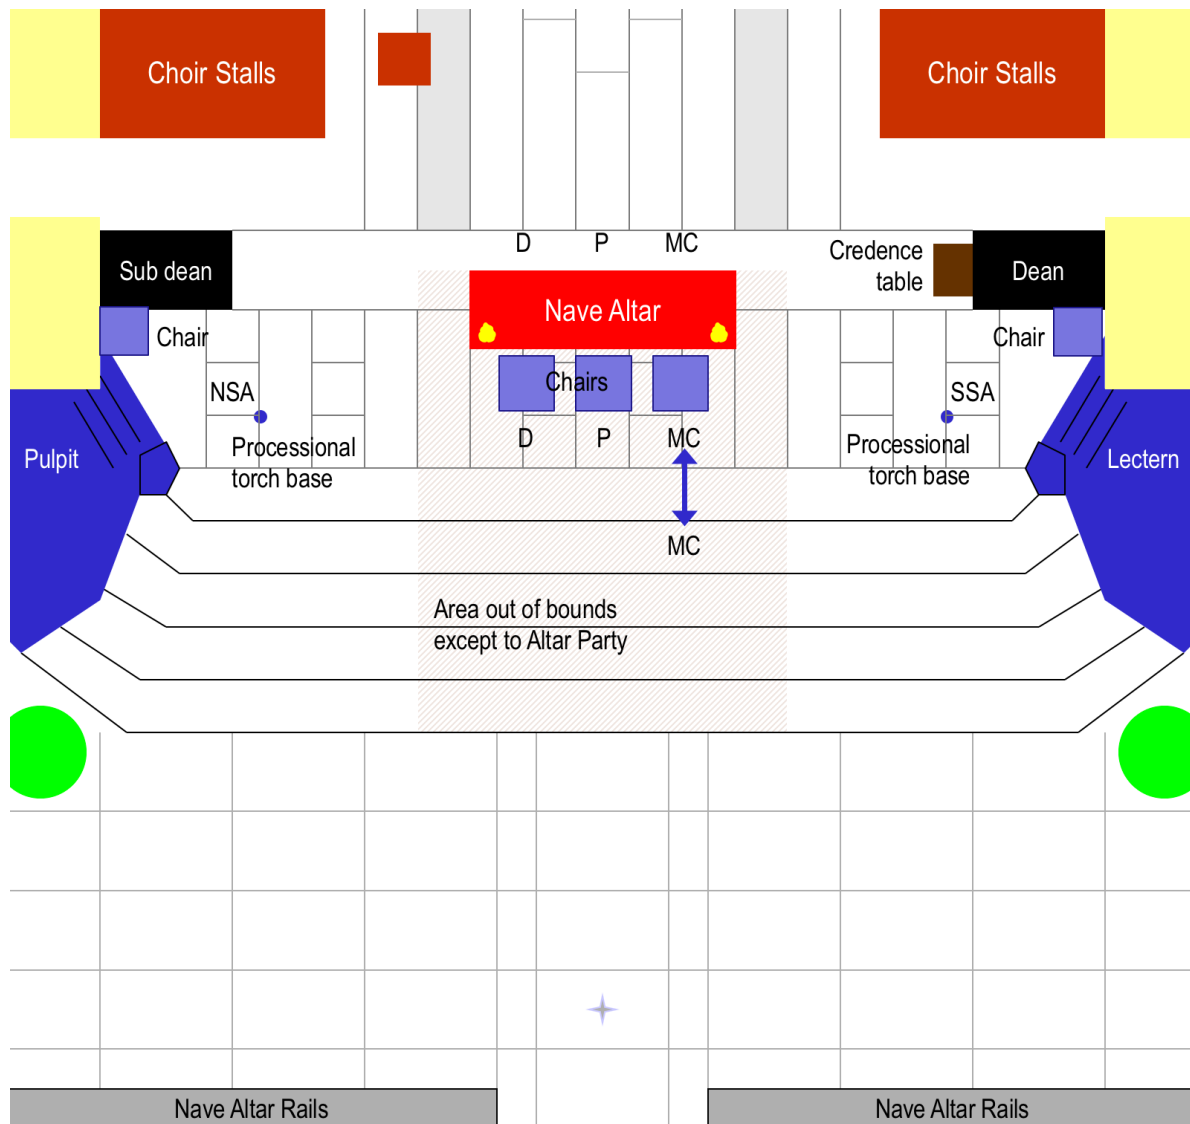 Choir Stalls
Choir Stalls
D P MC
Credence
table
Sub dean
Dean
Nave Altar
Chair
Chair
Chairs
NSA
SSA
D P MC
Processional
torch base
Processional
torch base
Pulpit
Lectern
MC
Area out of bounds
except to Altar Party
Nave Altar Rails
Nave Altar Rails